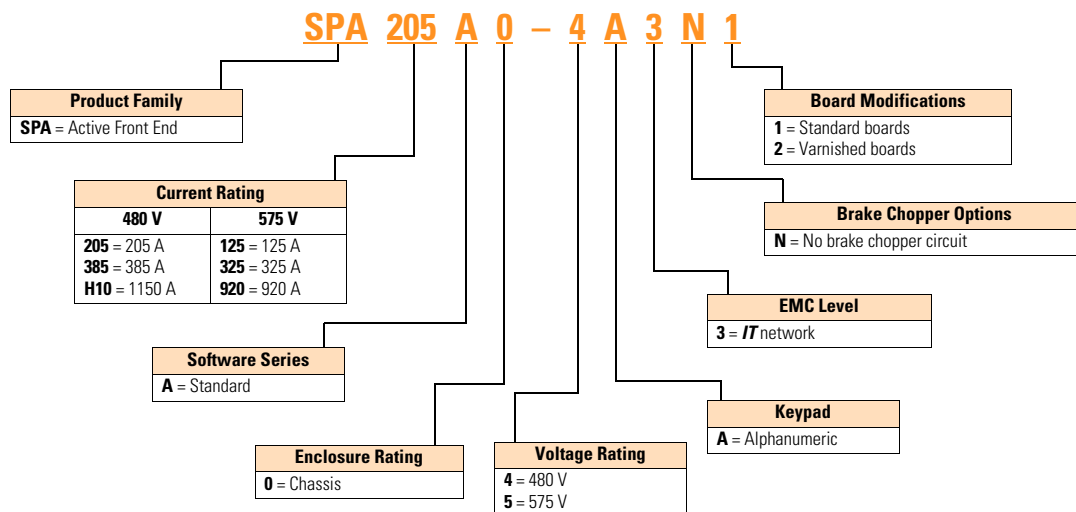 SPA 205 A 0 – 4 A 3 N 1
Product Family
SPA = Active Front End
Board Modifications
1 = Standard boards
2 = Varnished boards
Current Rating
480 V 575 V
205 = 205 A 125 = 125 A
385 = 385 A 325 = 325 A
H10 = 1150 A 920 = 920 A
Brake Chopper Options
N = No brake chopper circuit
EMC Level
3 = IT network
Software Series
A = Standard
Keypad
A = Alphanumeric
Enclosure Rating
0 = Chassis
Voltage Rating
4 = 480 V
5 = 575 V